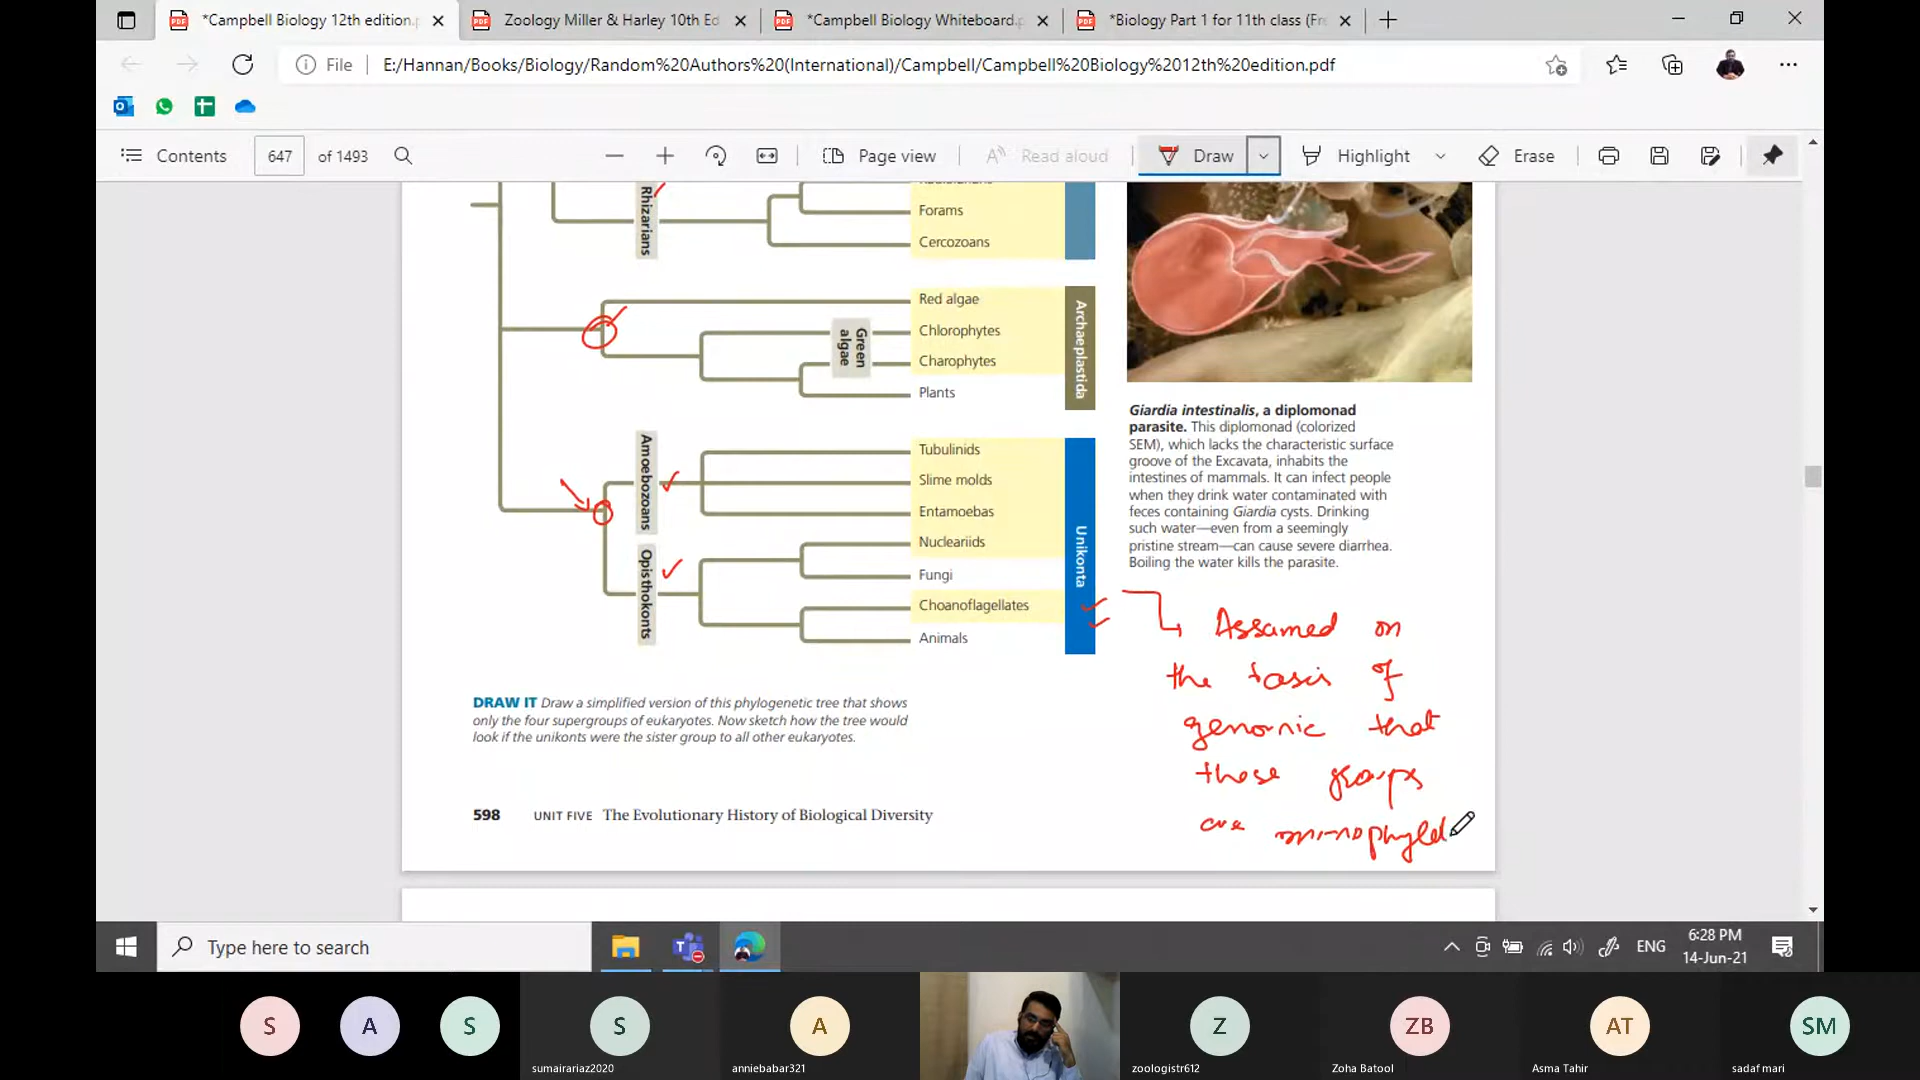 *Campbell Biology 12th edition.p
Zoology Miller & Harley 10th Ed
*Campbell Biology Whiteboard.p
*Biology Part 1 for 11th class (Fre
File
E:/Hannan/Books/Biology/Random%20Authors%20(International)/Campbell/Campbell%20Biology%2012th%20edition.pdf
Contents
647
of 1493
Page view
Read aloud
Draw
Highlight
Erase
Rhizarians
Forams
Cercozoans
Red algae
Green
algae
Chlorophytes
Charophytes
Plants
Archaeplastida
Amoebozoans
Tubulinids
Slime molds
Entamoebas
Opisthokonts
Nucleariids
Fungi
Choanoflagellates
Animals
Unikonta
Giardia intestinalis, a diplomonad
parasite. This diplomonad (colorized
SEM), which lacks the characteristic surface
groove of the Excavata, inhabits the
intestines of mammals. It can infect people
when they drink water contaminated with
feces containing Giardia cysts. Drinking
such water—even from a seemingly
pristine stream—can cause severe diarrhea.
Boiling the water kills the parasite.
Assumed on
the basis of
genomic that
these groups
are monophylet
DRAW IT Draw a simplified version of this phylogenetic tree that shows
only the four supergroups of eukaryotes. Now sketch how the tree would
look if the unikonts were the sister group to all other eukaryotes.
598 UNIT FIVE The Evolutionary History of Biological Diversity
Type here to search
ENG
6:28 PM
14-Jun-21
S
A
S
S
sumairariaz2020
A
anniebabar321
Z
zoologistr612
ZB
Zoha Batool
AT
Asma Tahir
SM
sadaf mari